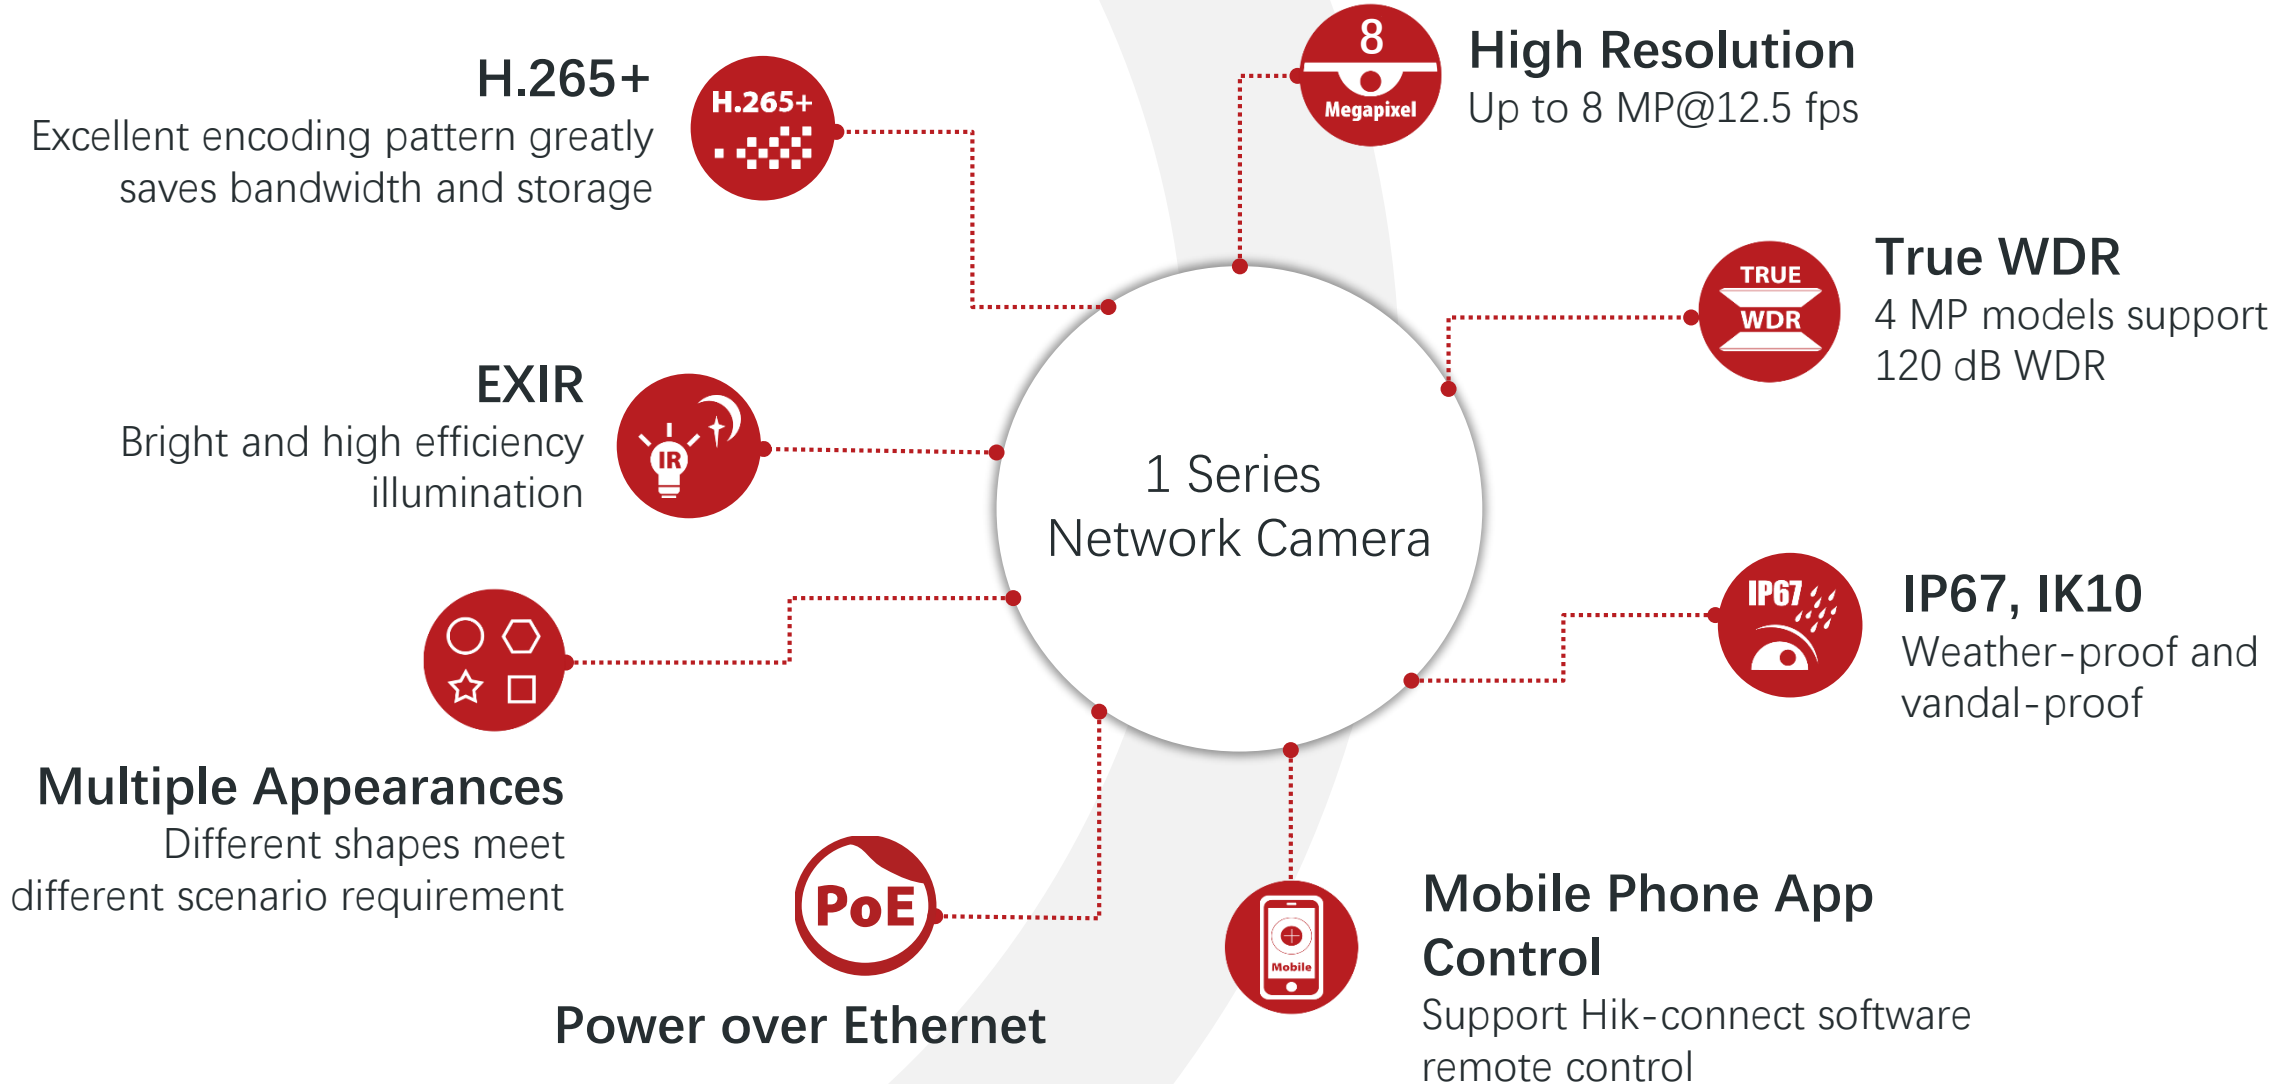 H.265+
Excellent encoding pattern greatly
saves bandwidth and storage
H.265+
8
Megapixel
High Resolution
Up to 8 MP@12.5 fps
TRUE
WDR
True WDR
4 MP models support
120 dB WDR
EXIR
Bright and high efficiency
illumination
IR
1 Series
Network Camera
IP67
IP67, IK10
Weather-proof and
vandal-proof
Multiple Appearances
Different shapes meet
different scenario requirement
PoE
Power over Ethernet
Mobile
Mobile Phone App
Control
Support Hik-connect software
remote control